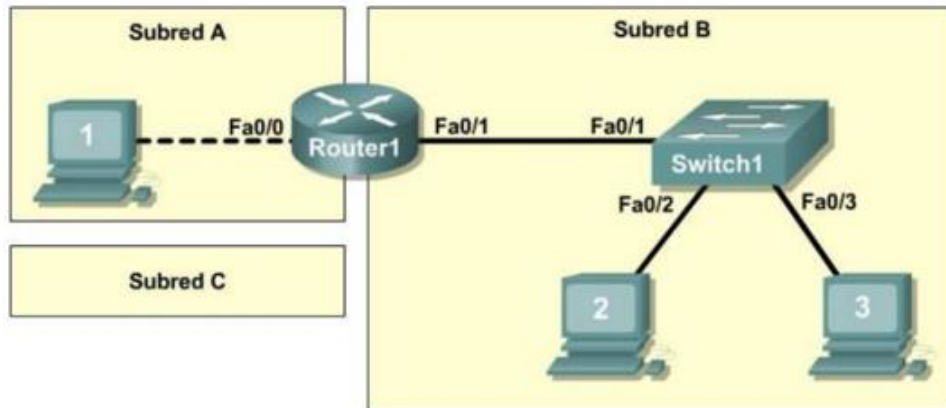 Subred A
Subred B
1
Fa0/0
Router1
Fa0/1
Fa0/1
Switch1
Fa0/2
Fa0/3
Subred C
2
3